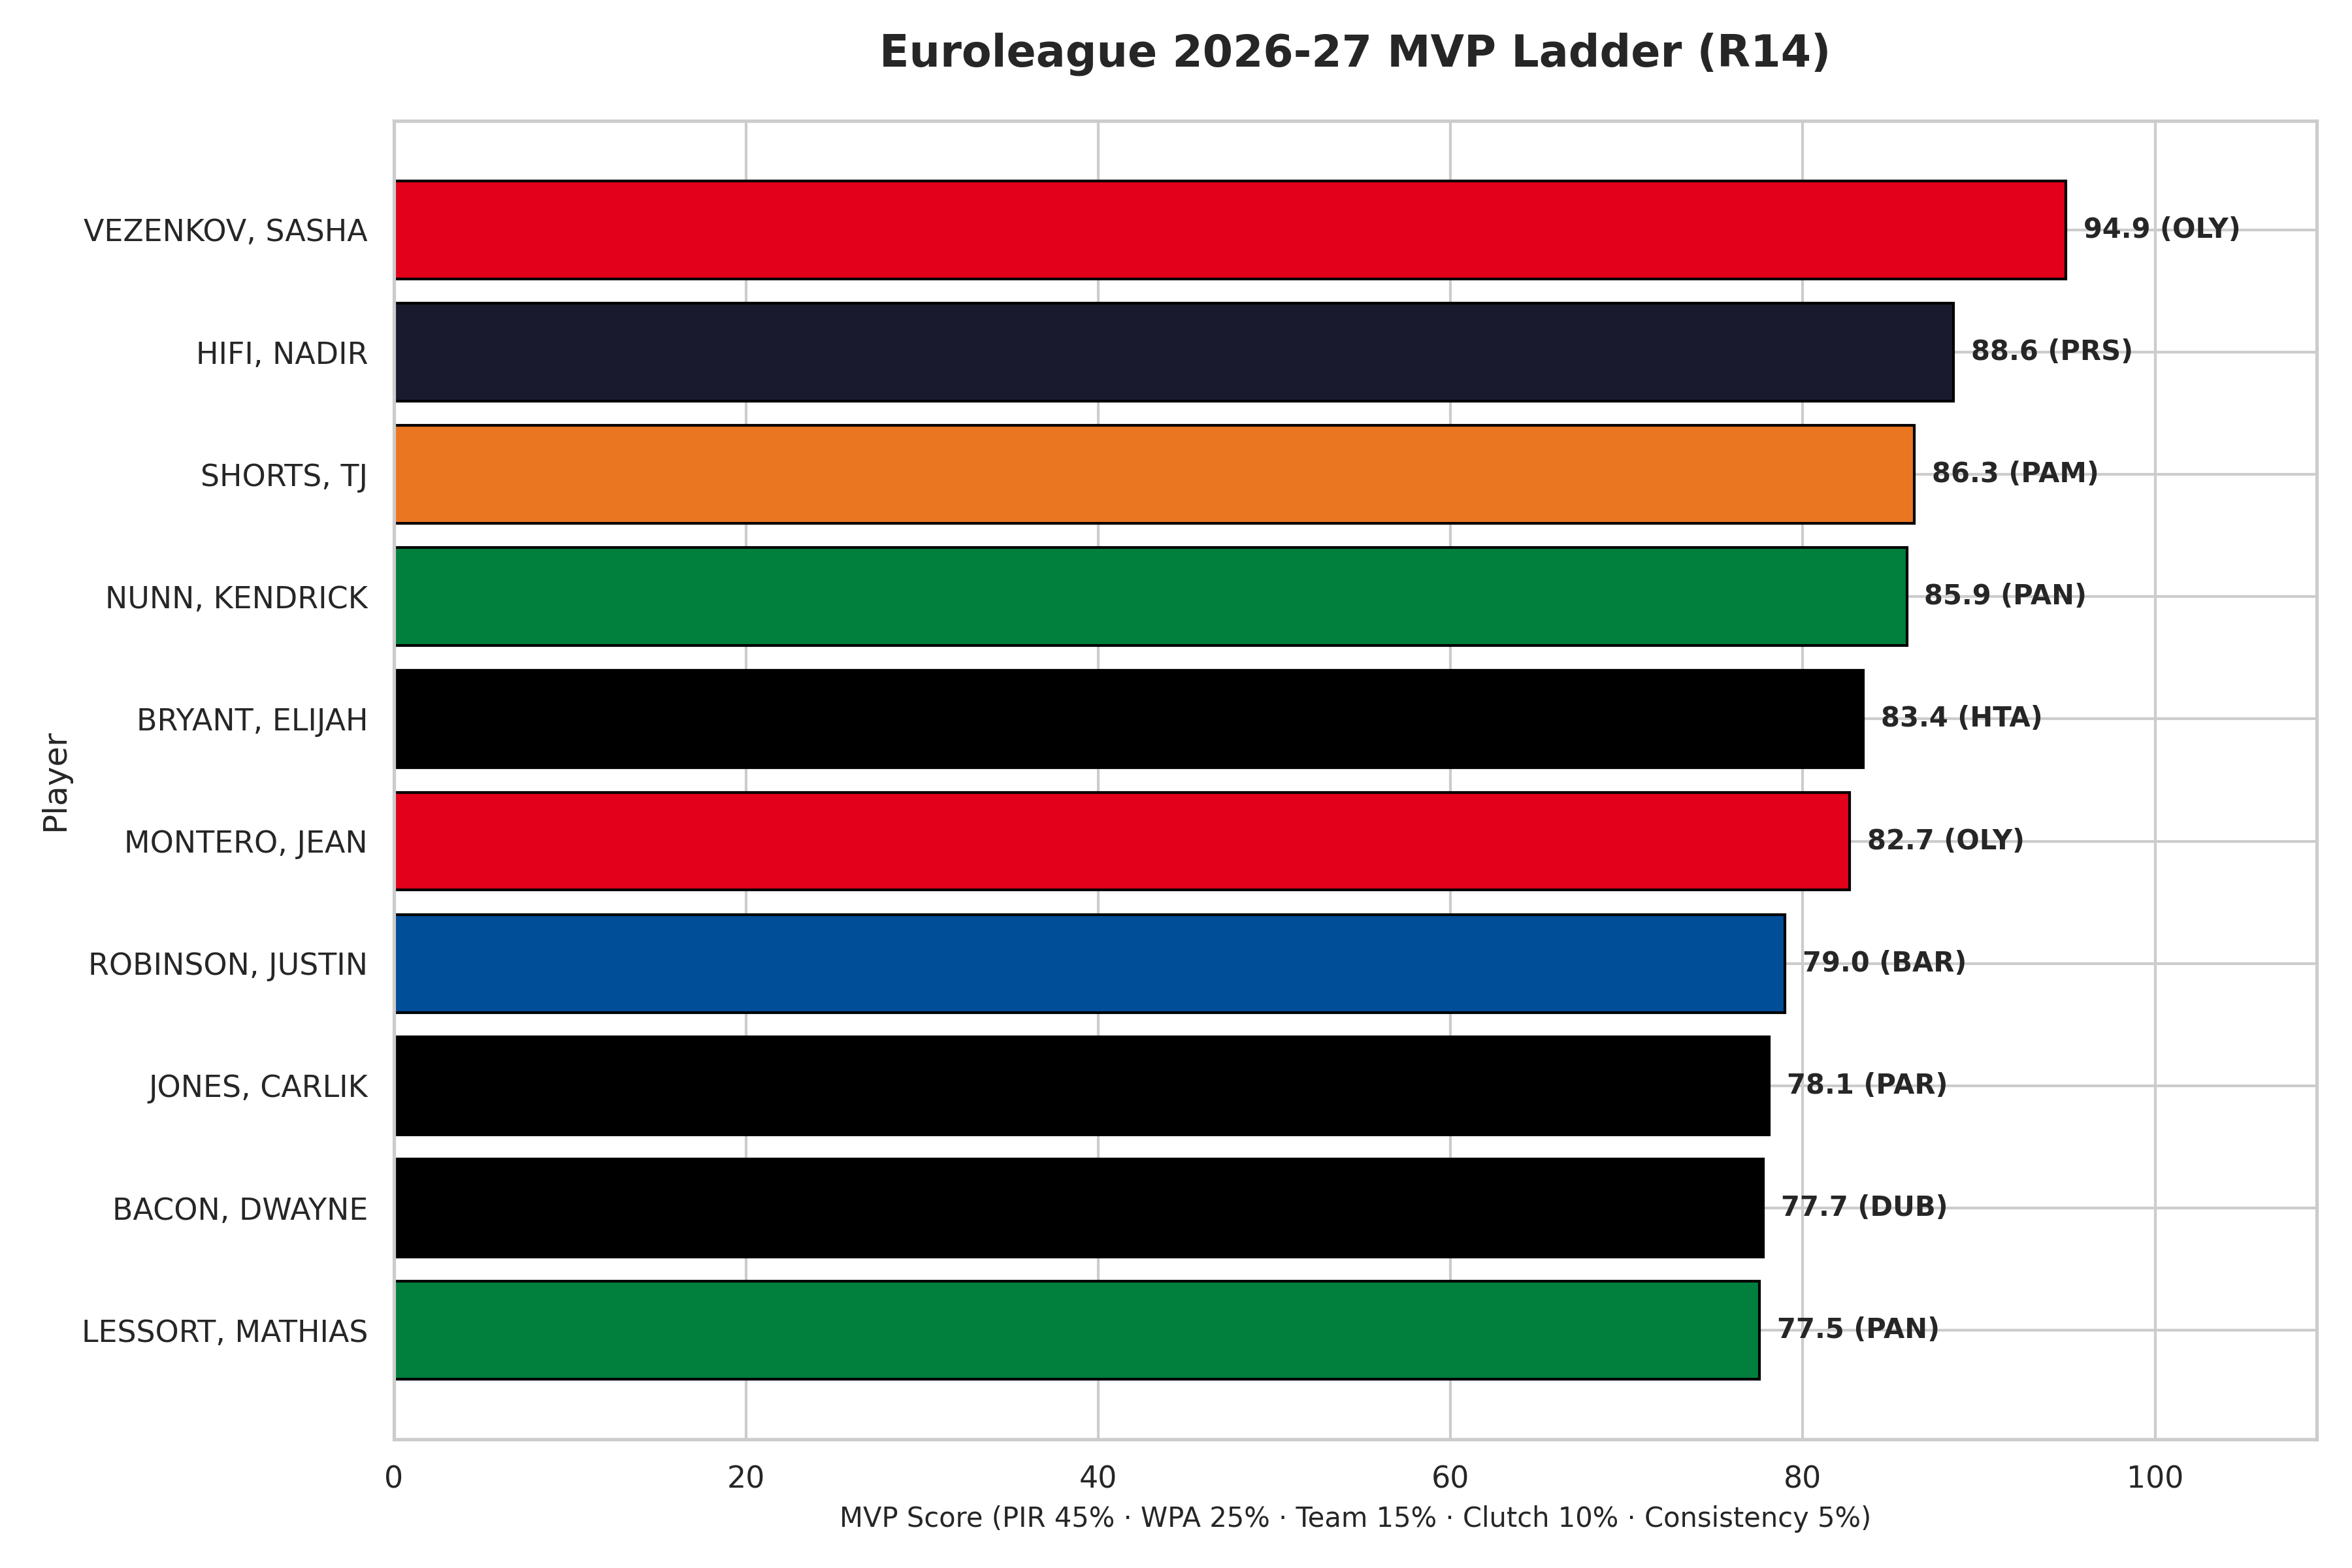 Euroleague 2026-27 MVP Ladder (R14)
VEZENKOV, SASHA 94.9 (OLY)
HIFI, NADIR 88.6 (PRS)
SHORTS, TJ 86.3 (PAM)
NUNN, KENDRICK 85.9 (PAN)
BRYANT, ELIJAH 83.4 (HTA)
Player
MONTERO, JEAN 82.7 (OLY)
ROBINSON, JUSTIN 79.0 (BAR)
JONES, CARLIK 78.1 (PAR)
BACON, DWAYNE 77.7 (DUB)
LESSORT, MATHIAS 77.5 (PAN)
0 20 40 60 80 100
MVP Score (PIR 45% · WPA 25% · Team 15% · Clutch 10% · Consistency 5%)